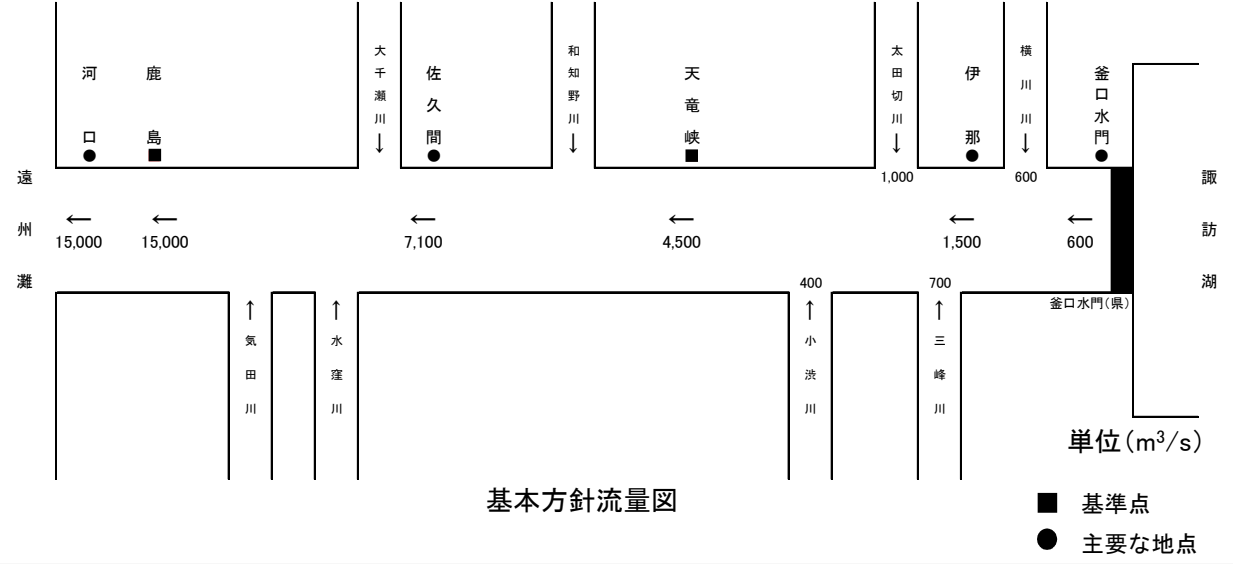 河口
鹿島
大千瀬川
↓
佐久間
和知野川
↓
天竜峡
太田切川
↓
伊那
横川川
↓
釜口水門
1,000
600
遠州灘
諏訪湖
←
15,000
←
15,000
←
7,100
←
4,500
←
1,500
←
600
400
700
釜口水門(県)
↑
気田川
↑
水窪川
↑
小渋川
↑
三峰川
単位(m³/s)
基本方針流量図
■ 基準点
● 主要な地点